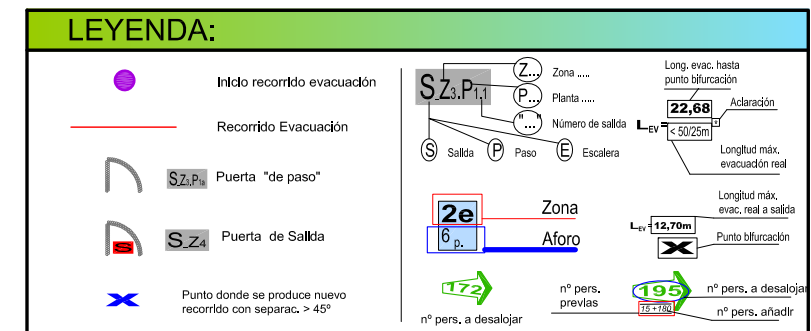 LEYENDA:
Inicio recorrido evacuación
Recorrido Evacuación
S_Z3.P1a Puerta "de paso"
S
S_Z4 Puerta de Salida
Punto donde se produce nuevo
recorrido con separac. > 45º
S_Z3.P1.1
Z... Zona .....
P... Planta .....
"..." Número de salida
S Salida P Paso E Escalera
Long. evac. hasta
punto bifurcación
22,68 Aclaración
LEV = < 50/25m *
Longitud máx.
evacuación real
2e Zona
6 p. Aforo
Longitud máx.
evac. real a salida
LEV = 12,70m
Punto bifurcación
172
nº pers. a desalojar
nº pers.
previas
195 nº pers. a desalojar
15 +180 nº pers. añadir